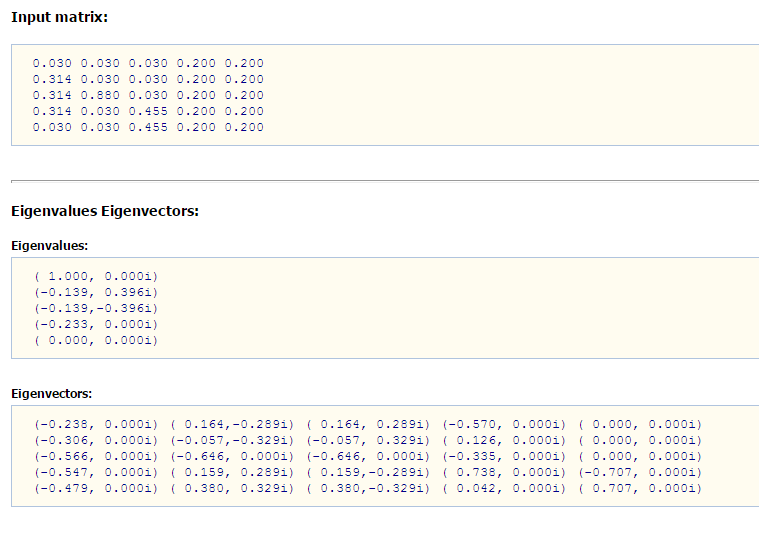 Input matrix:
0.030 0.030 0.030 0.200 0.200
0.314 0.030 0.030 0.200 0.200
0.314 0.880 0.030 0.200 0.200
0.314 0.030 0.455 0.200 0.200
0.030 0.030 0.455 0.200 0.200
Eigenvalues Eigenvectors:
Eigenvalues:
( 1.000, 0.000i)
(-0.139, 0.396i)
(-0.139,-0.396i)
(-0.233, 0.000i)
( 0.000, 0.000i)
Eigenvectors:
(-0.238, 0.000i) ( 0.164,-0.289i) ( 0.164, 0.289i) (-0.570, 0.000i) ( 0.000, 0.000i)
(-0.306, 0.000i) (-0.057,-0.329i) (-0.057, 0.329i) ( 0.126, 0.000i) ( 0.000, 0.000i)
(-0.566, 0.000i) (-0.646, 0.000i) (-0.646, 0.000i) (-0.335, 0.000i) ( 0.000, 0.000i)
(-0.547, 0.000i) ( 0.159, 0.289i) ( 0.159,-0.289i) ( 0.738, 0.000i) (-0.707, 0.000i)
(-0.479, 0.000i) ( 0.380, 0.329i) ( 0.380,-0.329i) ( 0.042, 0.000i) ( 0.707, 0.000i)